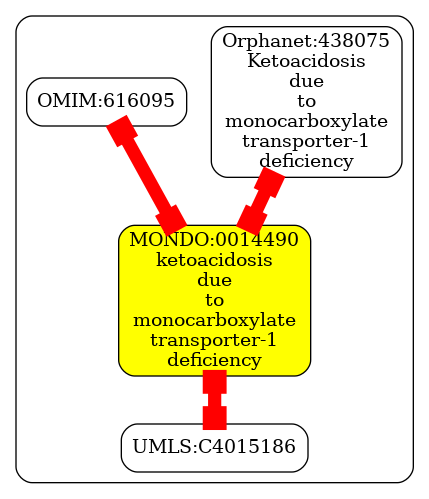 OMIM:616095
Orphanet:438075
Ketoacidosis
due
to
monocarboxylate
transporter-1
deficiency
MONDO:0014490
ketoacidosis
due
to
monocarboxylate
transporter-1
deficiency
UMLS:C4015186